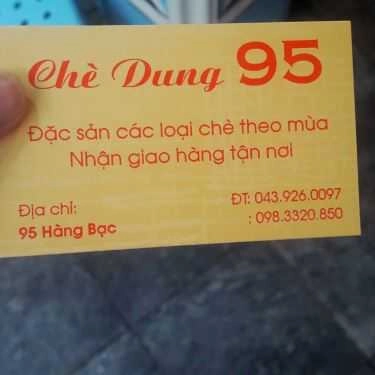 Chè Dung 95
Đặc sản các loại chè theo mùa
Nhận giao hàng tận nơi
Địa chỉ:
95 Hàng Bạc
ĐT: 043.926.0097
: 098.3320.850